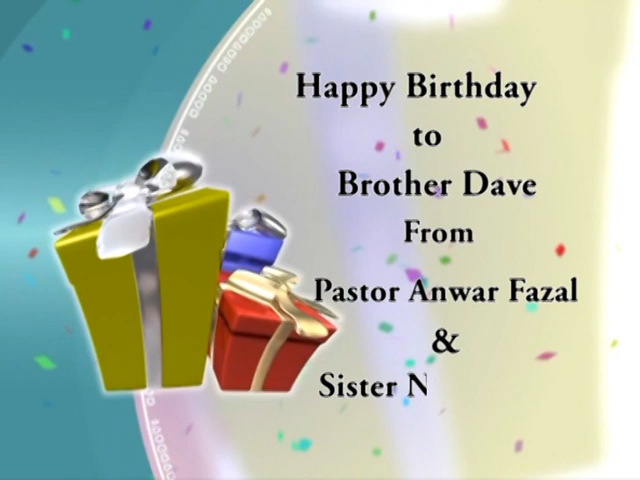 Happy Birthday
to
Brother Dave
From
Pastor Anwar Fazal
&
Sister N